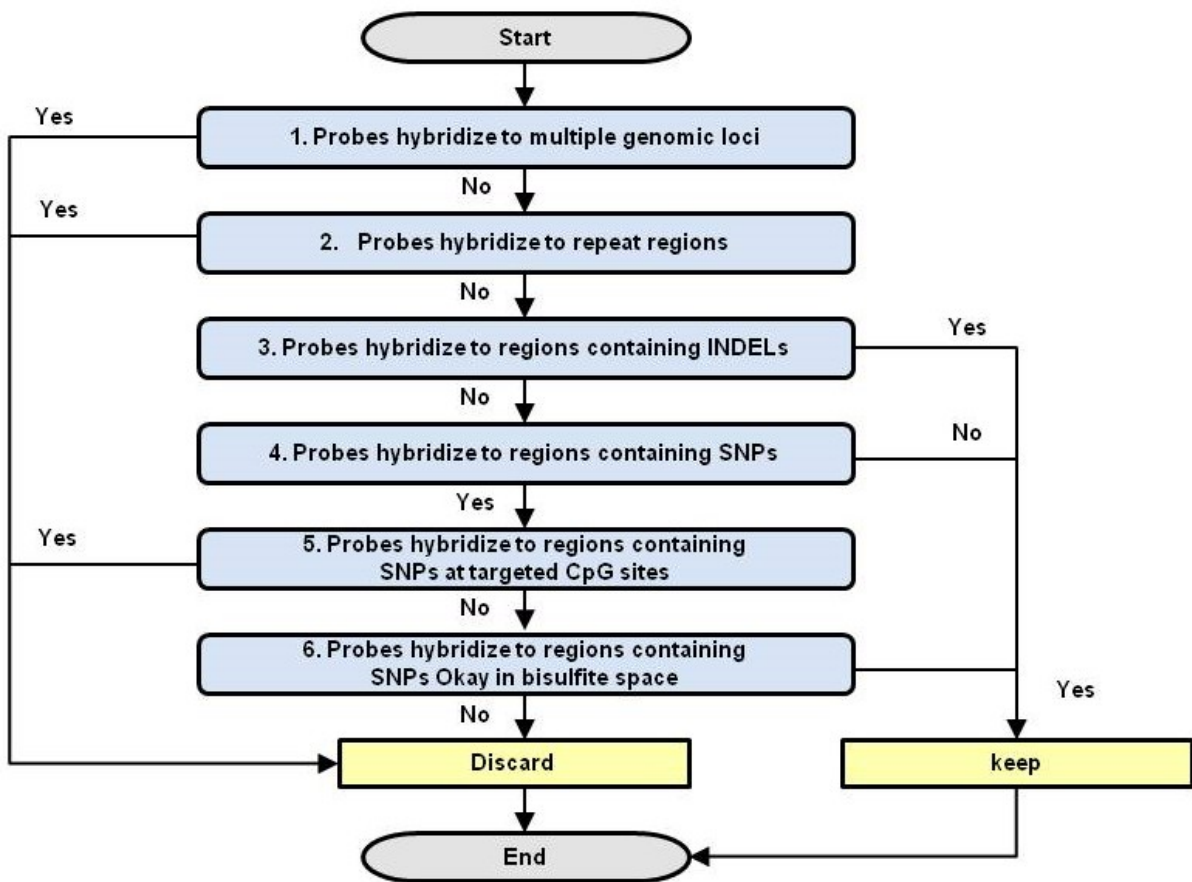 Start
Yes
1. Probes hybridize to multiple genomic loci
No
Yes
2. Probes hybridize to repeat regions
No
Yes
3. Probes hybridize to regions containing INDELs
No
No
4. Probes hybridize to regions containing SNPs
Yes
Yes
5. Probes hybridize to regions containing
SNPs at targeted CpG sites
No
6. Probes hybridize to regions containing
SNPs Okay in bisulfite space
Yes
No
Discard
keep
End